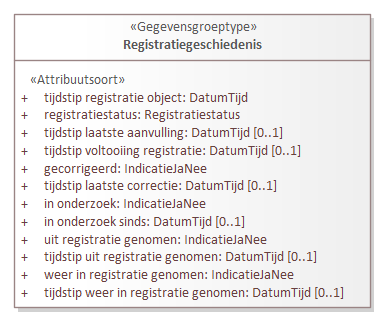 «Gegevensgroeptype»
Registratiegeschiedenis
«Attribuutsoort»
+ tijdstip registratie object: DatumTijd
+ registratiestatus: Registratiestatus
+ tijdstip laatste aanvulling: DatumTijd [0..1]
+ tijdstip voltooiing registratie: DatumTijd [0..1]
+ gecorrigeerd: IndicatieJaNee
+ tijdstip laatste correctie: DatumTijd [0..1]
+ in onderzoek: IndicatieJaNee
+ in onderzoek sinds: DatumTijd [0..1]
+ uit registratie genomen: IndicatieJaNee
+ tijdstip uit registratie genomen: DatumTijd [0..1]
+ weer in registratie genomen: IndicatieJaNee
+ tijdstip weer in registratie genomen: DatumTijd [0..1]